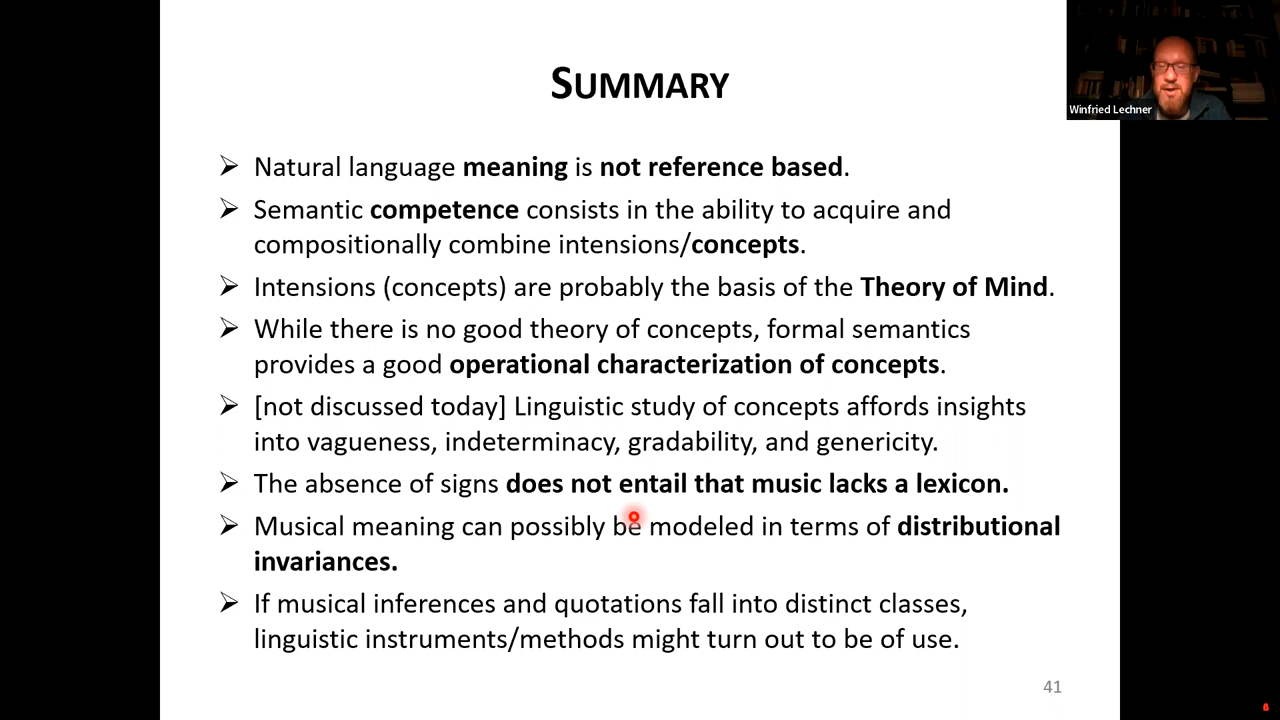 SUMMARY
Winfried Lechner
➢ Natural language meaning is not reference based.
➢ Semantic competence consists in the ability to acquire and
compositionally combine intensions/concepts.
➢ Intensions (concepts) are probably the basis of the Theory of Mind.
➢ While there is no good theory of concepts, formal semantics
provides a good operational characterization of concepts.
➢ [not discussed today] Linguistic study of concepts affords insights
into vagueness, indeterminacy, gradability, and genericity.
➢ The absence of signs does not entail that music lacks a lexicon.
➢ Musical meaning can possibly be modeled in terms of distributional
invariances.
➢ If musical inferences and quotations fall into distinct classes,
linguistic instruments/methods might turn out to be of use.
41